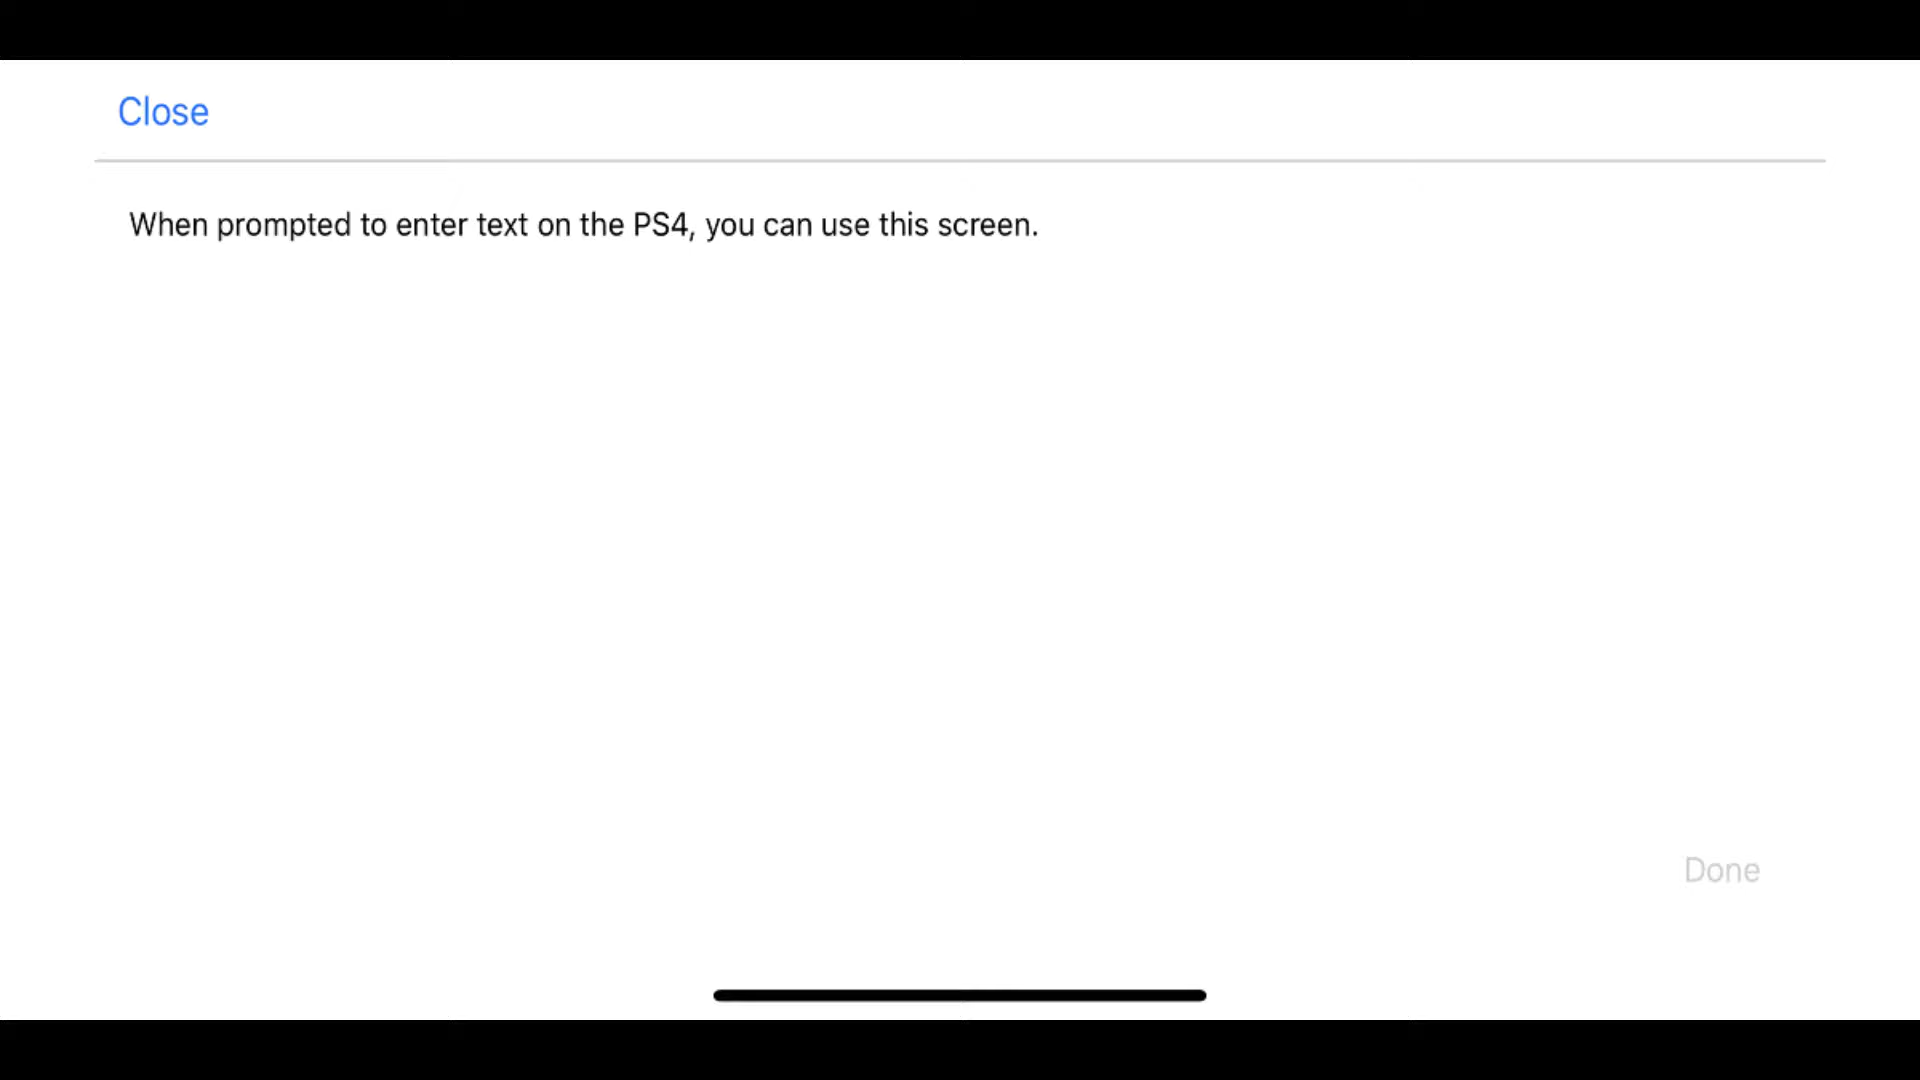 Close
When prompted to enter text on the PS4, you can use this screen.
Done